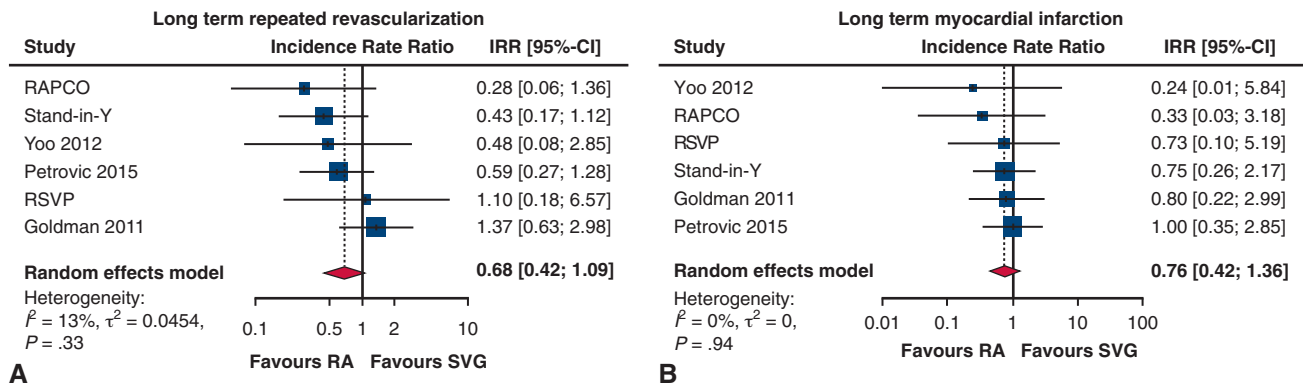 Long term repeated revascularization
Study Incidence Rate Ratio IRR [95%-CI]
RAPCO 0.28 [0.06; 1.36]
Stand-in-Y 0.43 [0.17; 1.12]
Yoo 2012 0.48 [0.08; 2.85]
Petrovic 2015 0.59 [0.27; 1.28]
RSVP 1.10 [0.18; 6.57]
Goldman 2011 1.37 [0.63; 2.98]
Random effects model 0.68 [0.42; 1.09]
Heterogeneity:
I² = 13%, τ² = 0.0454,
P = .33
0.1 0.5 1 2 10
Favours RA Favours SVG
A
Long term myocardial infarction
Study Incidence Rate Ratio IRR [95%-CI]
Yoo 2012 0.24 [0.01; 5.84]
RAPCO 0.33 [0.03; 3.18]
RSVP 0.73 [0.10; 5.19]
Stand-in-Y 0.75 [0.26; 2.17]
Goldman 2011 0.80 [0.22; 2.99]
Petrovic 2015 1.00 [0.35; 2.85]
Random effects model 0.76 [0.42; 1.36]
Heterogeneity:
I² = 0%, τ² = 0,
P = .94
0.01 0.1 1 10 100
Favours RA Favours SVG
B